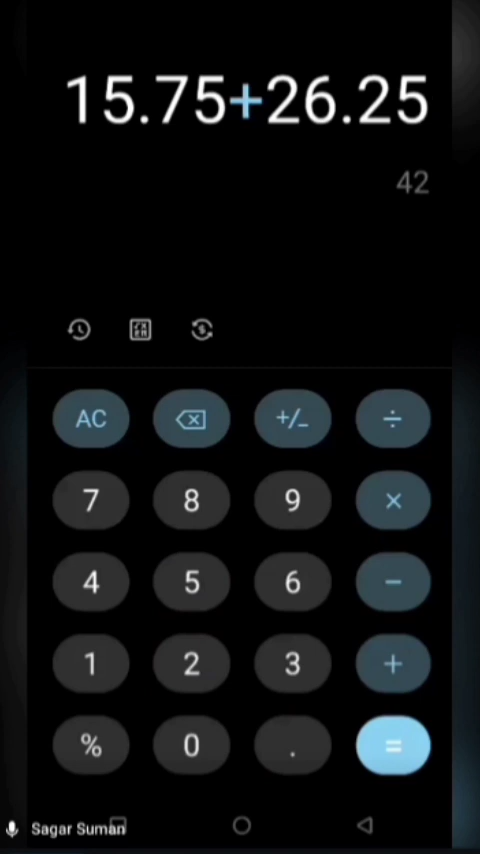 15.75+26.25
42
AC +/− ÷
7 8 9 ×
4 5 6 −
1 2 3 +
% 0 . =
Sagar Suman